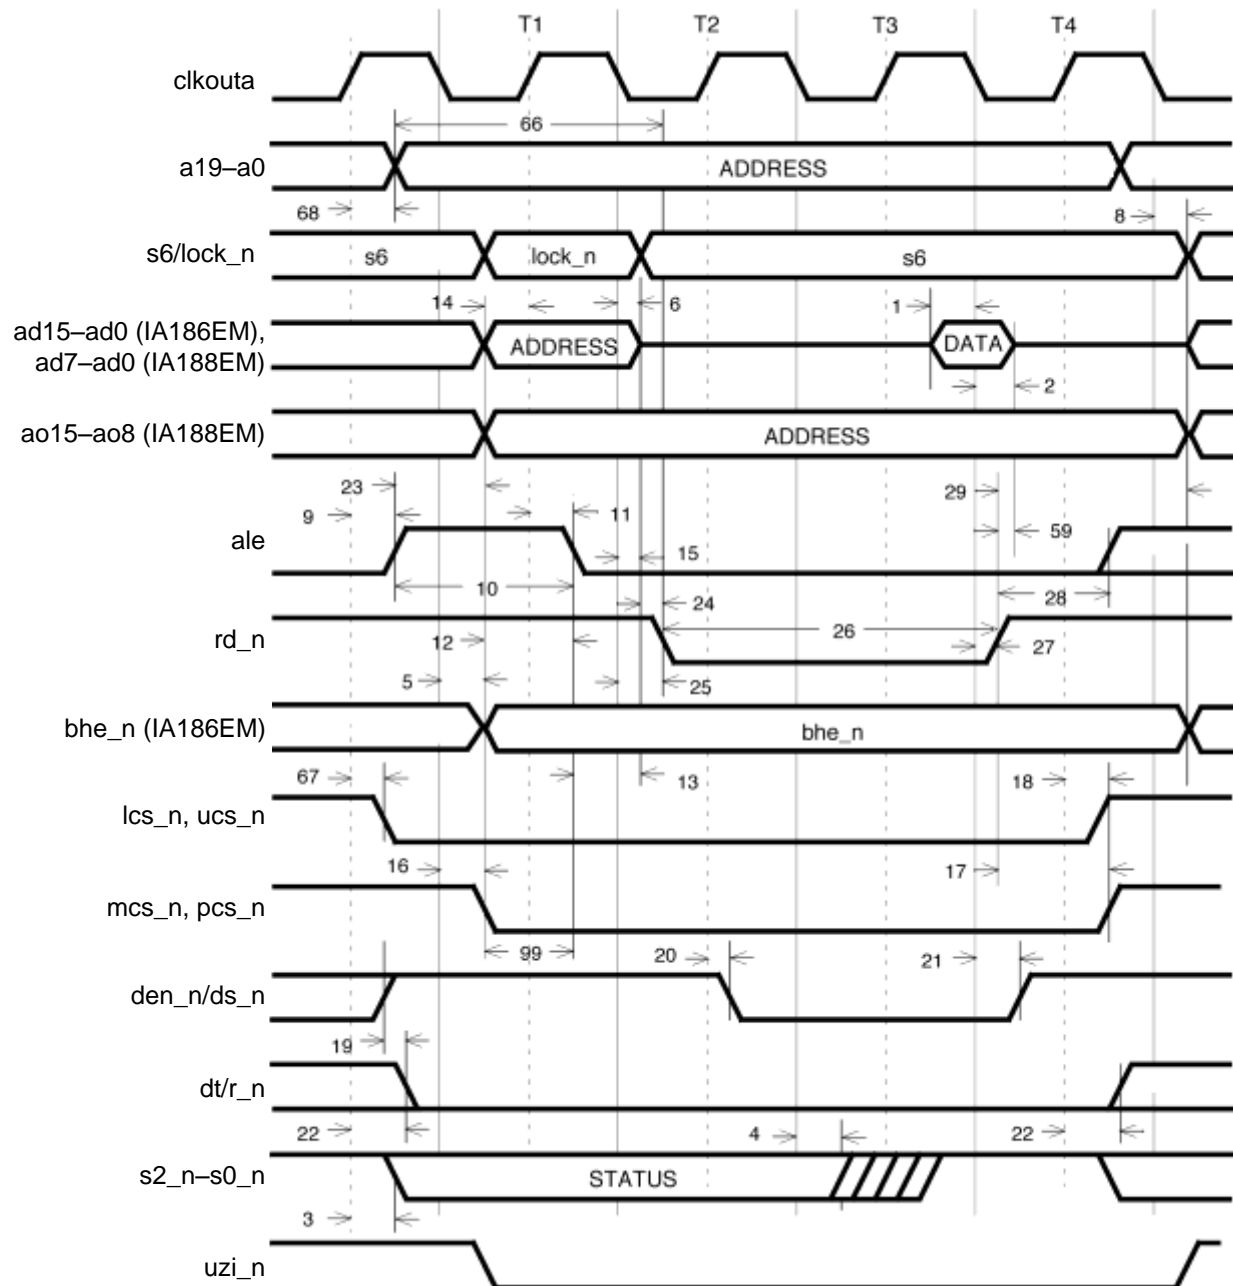 T1 T2 T3 T4
clkouta
66
a19–a0 ADDRESS
68 8
s6/lock_n s6 lock_n s6
14 6 1
ad15–ad0 (IA186EM),
ad7–ad0 (IA188EM) ADDRESS DATA
2
ao15–ao8 (IA188EM) ADDRESS
23 29
9 11 59
ale
15
10 28
24
rd_n 12 26 27
5 25
bhe_n (IA186EM) bhe_n
67 13 18
lcs_n, ucs_n
16 17
mcs_n, pcs_n
99 20 21
den_n/ds_n
19
dt/r_n
22 4 22
s2_n–s0_n STATUS
3
uzi_n